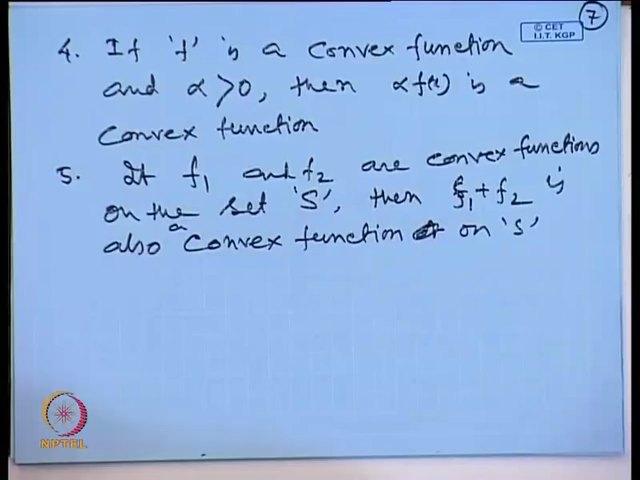 7
© CET
I.I.T. KGP
4. If 'f' is a convex function
and α > 0, then αf(x) is a
convex function
5. If f₁ and f₂ are convex functions
on the set 'S', then f₁ + f₂ is
also a convex function on 'S'
NPTEL